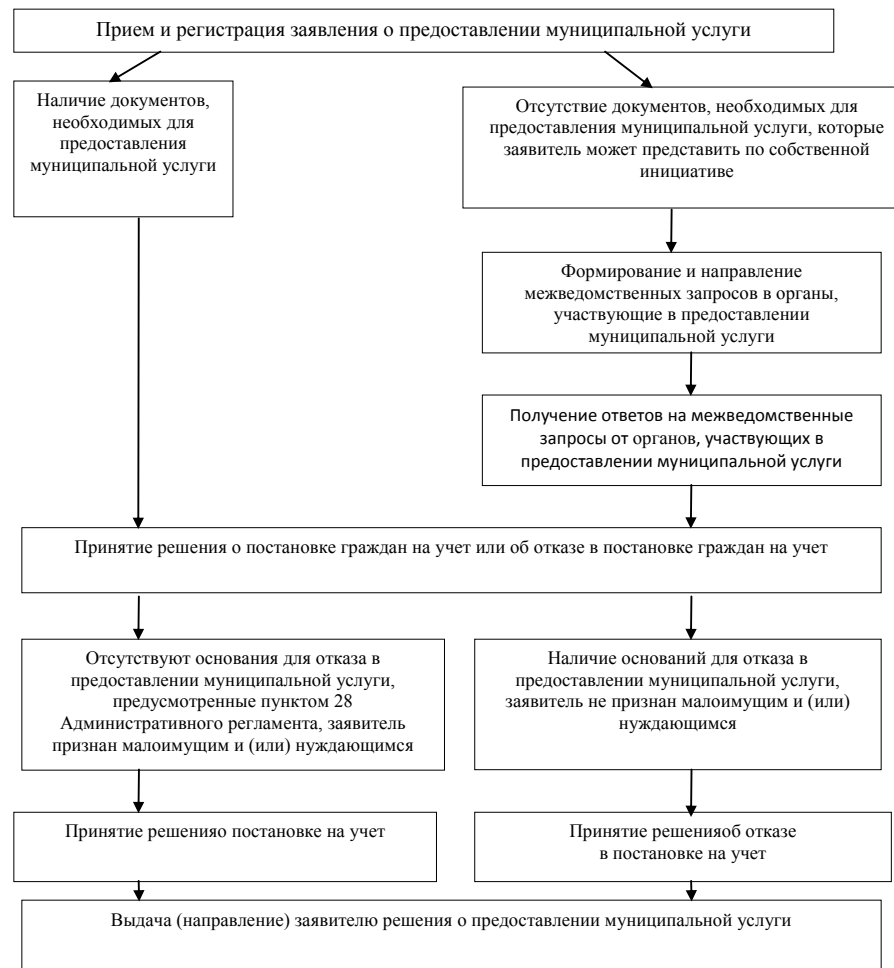 Прием и регистрация заявления о предоставлении муниципальной услуги
Наличие документов,
необходимых для
предоставления
муниципальной услуги
Отсутствие документов, необходимых для
предоставления муниципальной услуги, которые
заявитель может представить по собственной
инициативе
Формирование и направление
межведомственных запросов в органы,
участвующие в предоставлении
муниципальной услуги
Получение ответов на межведомственные
запросы от органов, участвующих в
предоставлении муниципальной услуги
Принятие решения о постановке граждан на учет или об отказе в постановке граждан на учет
Отсутствуют основания для отказа в
предоставлении муниципальной услуги,
предусмотренные пунктом 28
Административного регламента, заявитель
признан малоимущим и (или) нуждающимся
Наличие оснований для отказа в
предоставлении муниципальной услуги,
заявитель не признан малоимущим и (или)
нуждающимся
Принятие решенияо постановке на учет
Принятие решенияоб отказе
в постановке на учет
Выдача (направление) заявителю решения о предоставлении муниципальной услуги